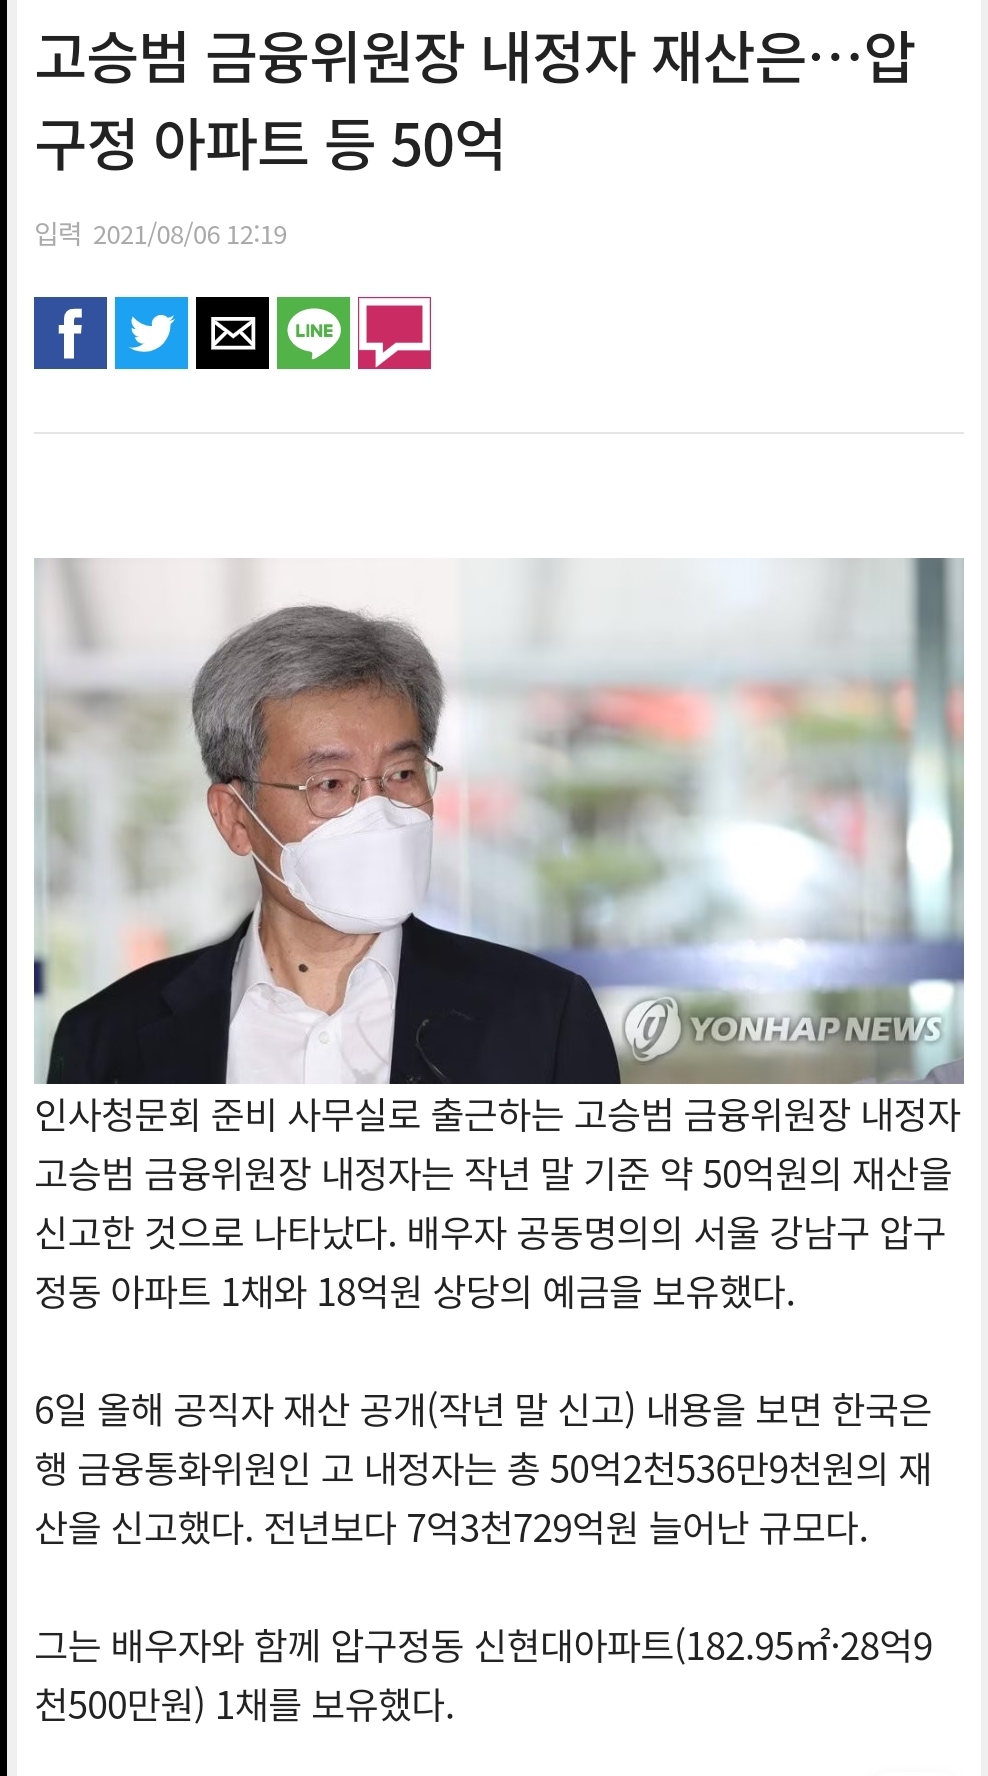 고승범 금융위원장 내정자 재산은…압
구정 아파트 등 50억
입력 2021/08/06 12:19
f
LINE
YONHAP NEWS
인사청문회 준비 사무실로 출근하는 고승범 금융위원장 내정자
고승범 금융위원장 내정자는 작년 말 기준 약 50억원의 재산을
신고한 것으로 나타났다. 배우자 공동명의의 서울 강남구 압구
정동 아파트 1채와 18억원 상당의 예금을 보유했다.
6일 올해 공직자 재산 공개(작년 말 신고) 내용을 보면 한국은
행 금융통화위원인 고 내정자는 총 50억2천536만9천원의 재
산을 신고했다. 전년보다 7억3천729억원 늘어난 규모다.
그는 배우자와 함께 압구정동 신현대아파트(182.95㎡·28억9
천500만원) 1채를 보유했다.